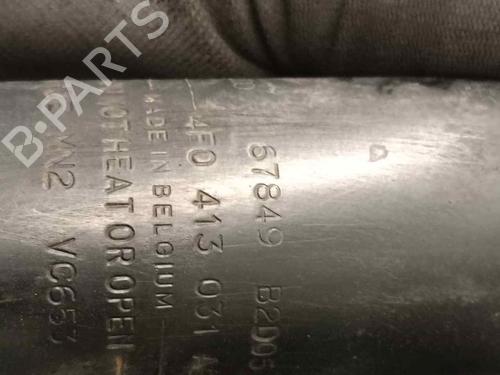 67849 B2D05
4F0 413 031 A
MADE IN BELGIUM
NOT HEAT OR OPEN
VC653
B-PARTS